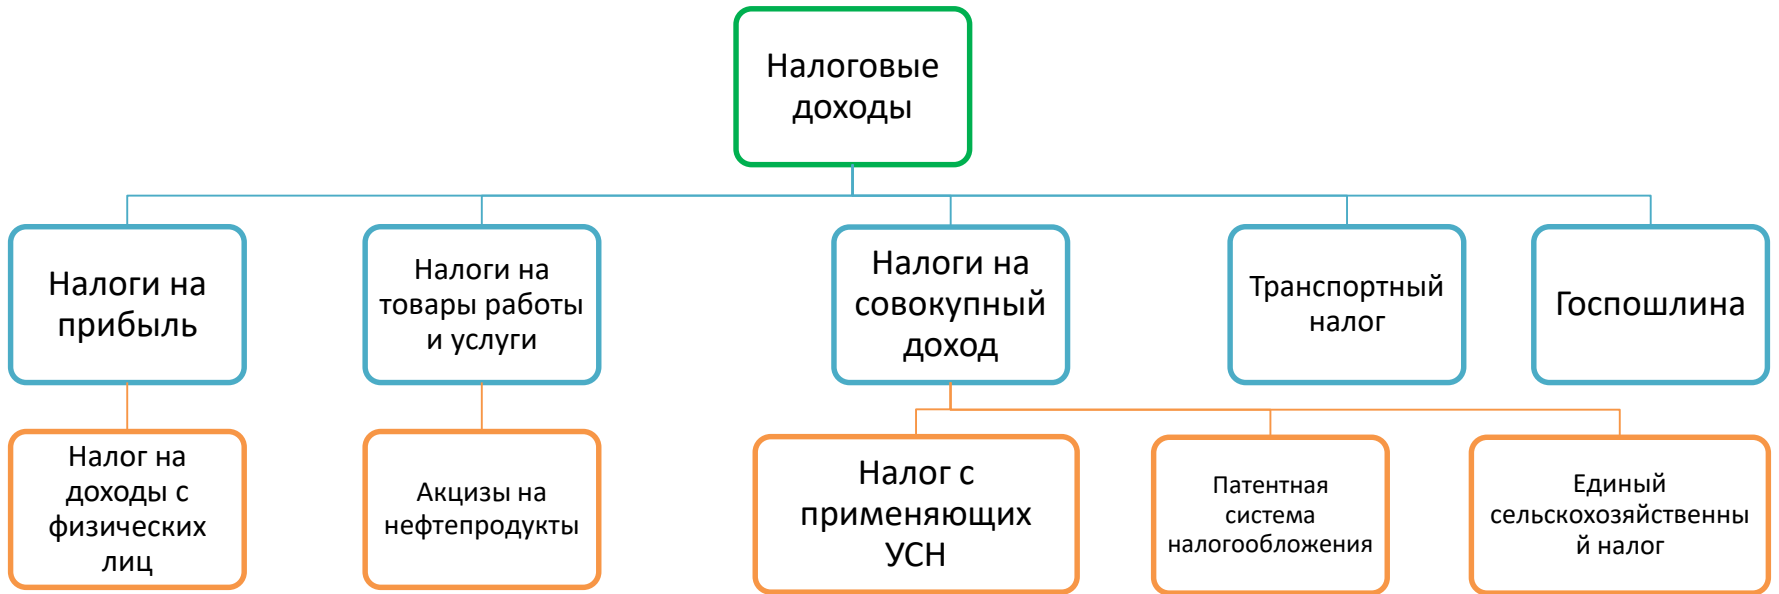 Налоговые
доходы
Налоги на
прибыль
Налоги на
товары работы
и услуги
Налоги на
совокупный
доход
Транспортный
налог
Госпошлина
Налог на
доходы с
физических
лиц
Акцизы на
нефтепродукты
Налог с
применяющих
УСН
Патентная
система
налогообложения
Единый
сельскохозяйственны
й налог